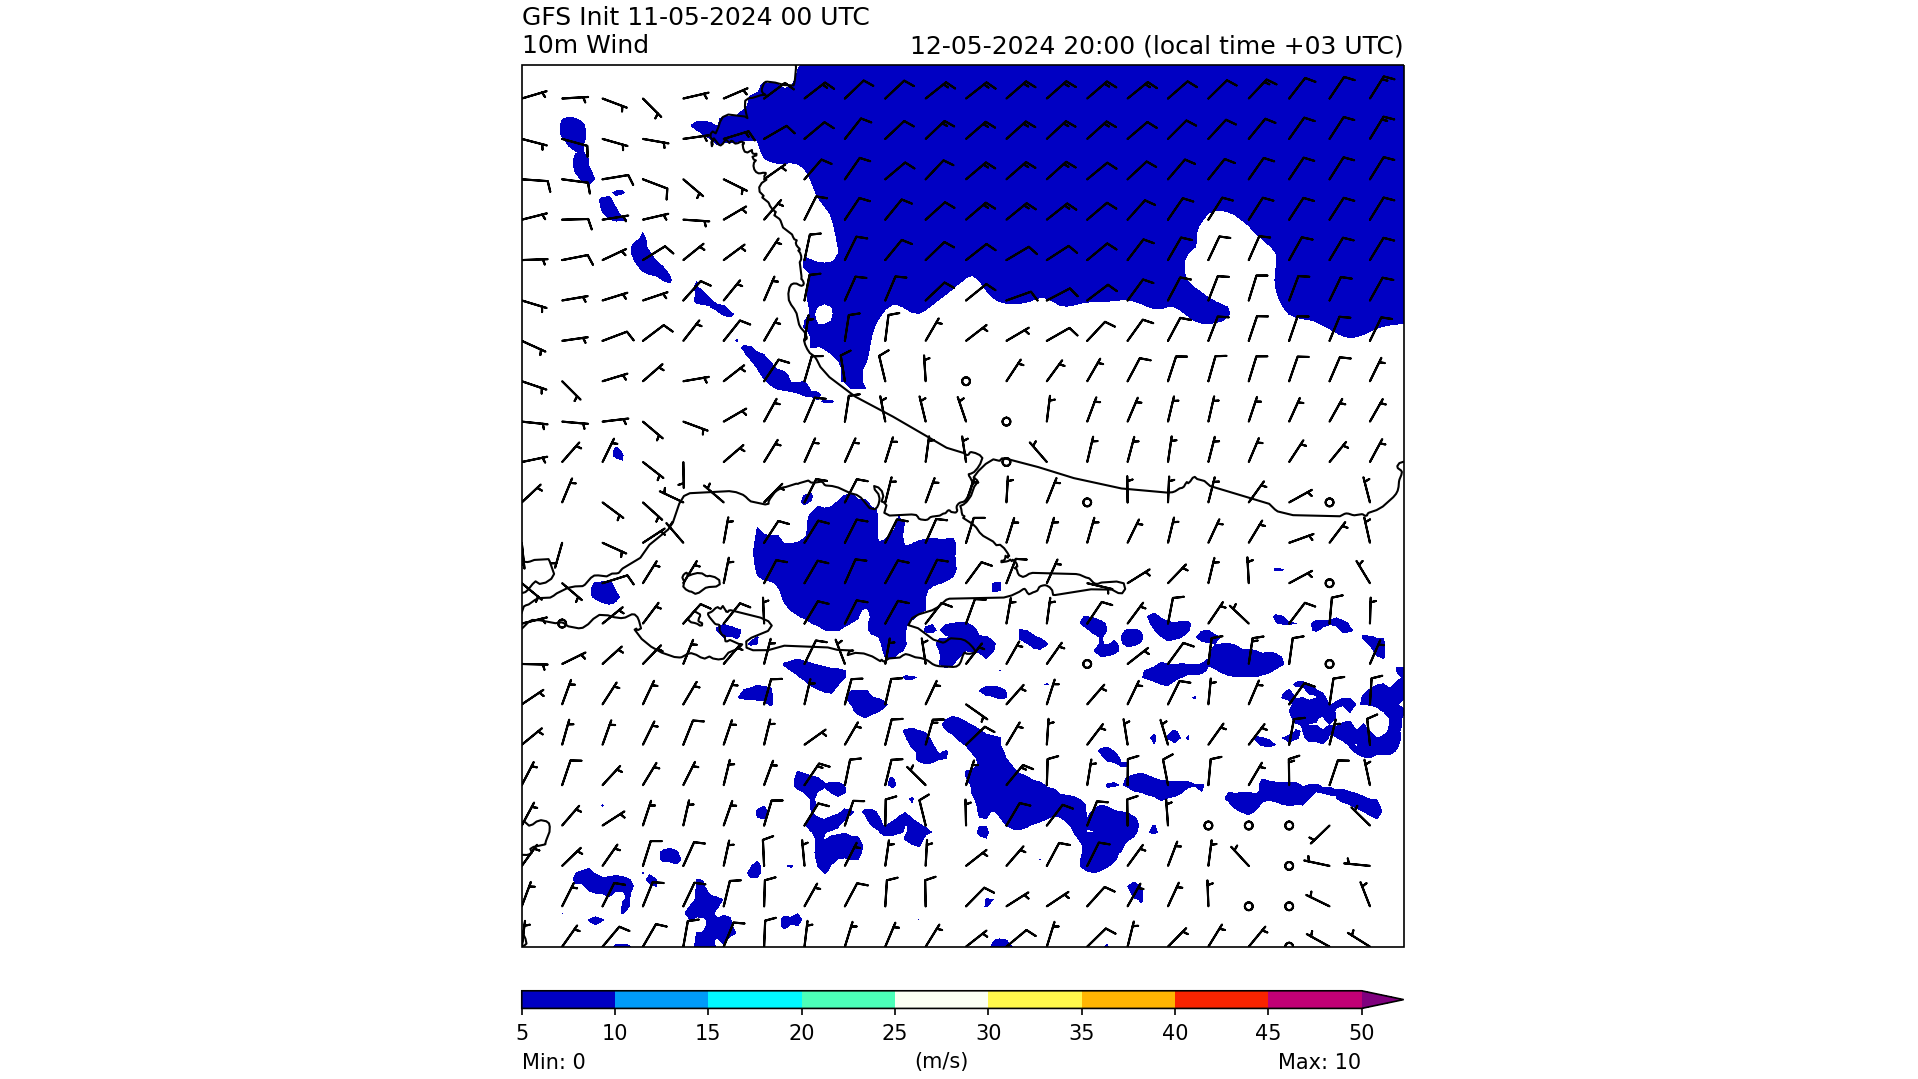 GFS Init 11-05-2024 00 UTC
10m Wind
12-05-2024 20:00 (local time +03 UTC)
5 10 15 20 25 30 35 40 45 50
Min: 0
(m/s)
Max: 10